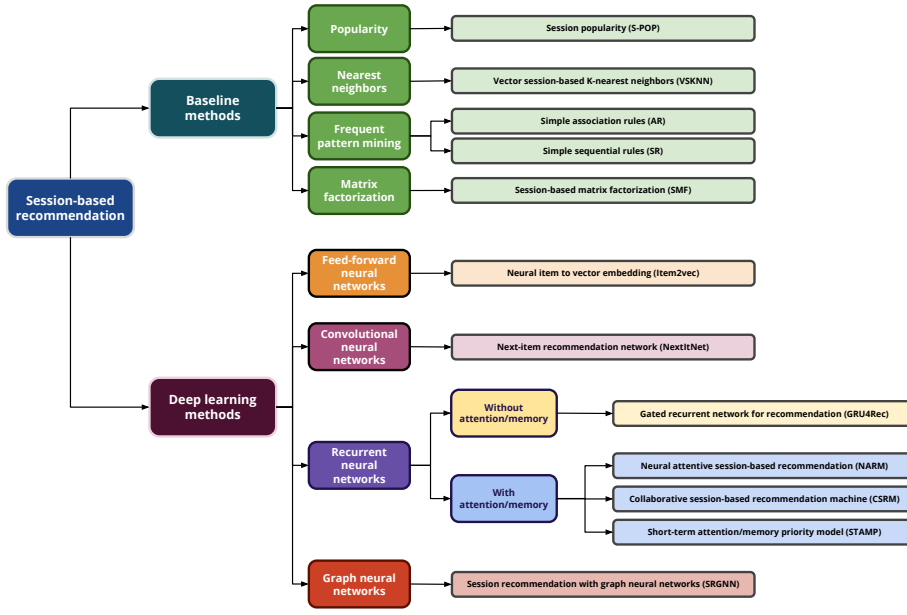 Session-based
recommendation
Baseline
methods
Popularity
Session popularity (S-POP)
Nearest
neighbors
Vector session-based K-nearest neighbors (VSKNN)
Frequent
pattern mining
Simple association rules (AR)
Simple sequential rules (SR)
Matrix
factorization
Session-based matrix factorization (SMF)
Deep learning
methods
Feed-forward
neural
networks
Neural item to vector embedding (Item2vec)
Convolutional
neural
networks
Next-item recommendation network (NextItNet)
Recurrent
neural
networks
Without
attention/memory
Gated recurrent network for recommendation (GRU4Rec)
With
attention/memory
Neural attentive session-based recommendation (NARM)
Collaborative session-based recommendation machine (CSRM)
Short-term attention/memory priority model (STAMP)
Graph neural
networks
Session recommendation with graph neural networks (SRGNN)